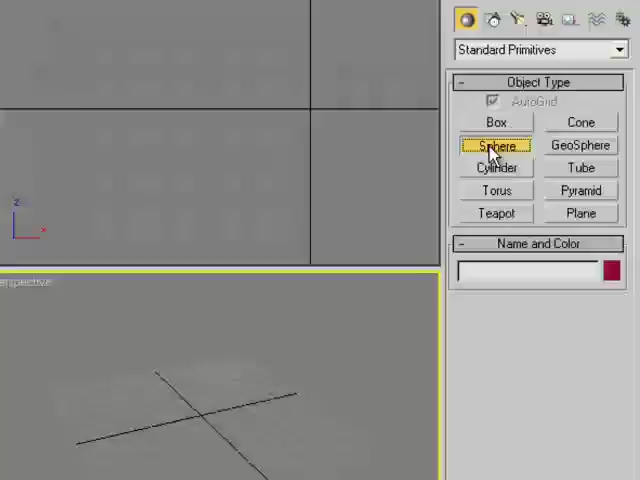 Standard Primitives
- Object Type
AutoGrid
Box Cone
Sphere GeoSphere
Cylinder Tube
Torus Pyramid
Teapot Plane
- Name and Color
z
x
erspective